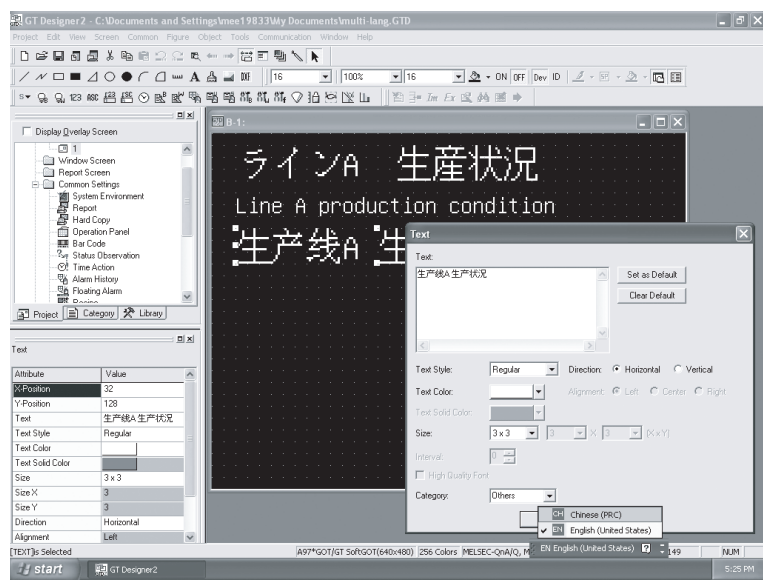 GT Designer2 - C:\Documents and Settings\mee19833\My Documents\multi-lang.GTD
Project Edit View Screen Common Figure Object Tools Communication Window Help
16 100% 16 ON OFF Dev ID
123 ABC
Im Ex
Display Overlay Screen
1
Window Screen
Report Screen
Common Settings
System Environment
Report
Hard Copy
Operation Panel
Bar Code
Status Observation
Time Action
Alarm History
Floating Alarm
Project Category Library
Text
Attribute Value
X-Position 32
Y-Position 128
Text 生产线A 生产状况
Text Style Regular
Text Color
Text Solid Color
Size 3 x 3
Size X 3
Size Y 3
Direction Horizontal
Alignment Left
B-1:
ラインA 生産状況
Line A production condition
生产线A 生
Text
Text:
生产线A 生产状况
Set as Default
Clear Default
Text Style: Regular Direction: Horizontal Vertical
Text Color: Alignment: Left Center Right
Text Solid Color:
Size: 3 x 3 3 X 3 (X x Y)
Interval: 0
High Quality Font
Category: Others
CH Chinese (PRC)
EN English (United States)
EN English (United States)
[TEXT]is Selected
A97*GOT/GT SoftGOT(640x480) 256 Colors MELSEC-QnA/Q, M
149 NUM
start GT Designer2 5:25 PM